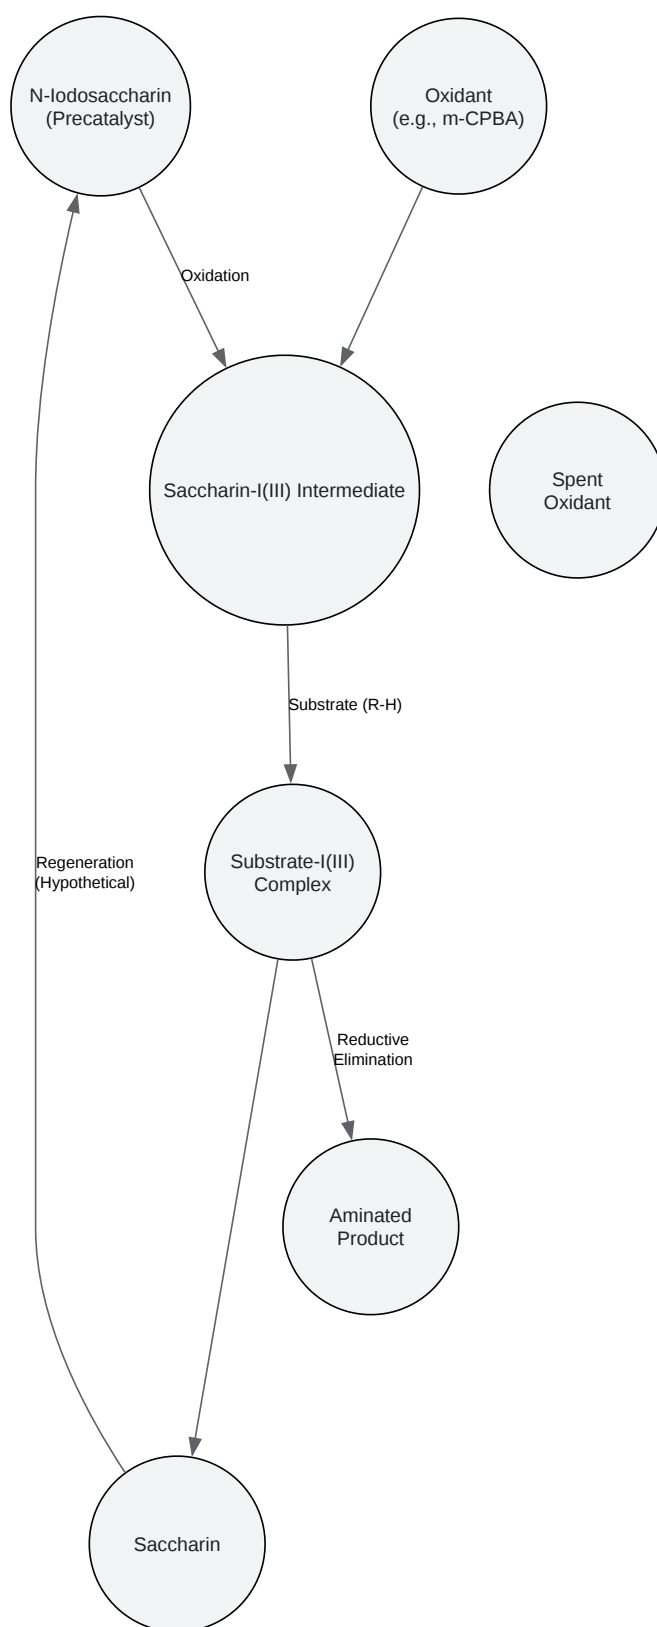 N-Iodosaccharin
(Precatalyst)
Oxidant
(e.g., m-CPBA)
Oxidation
Saccharin-I(III) Intermediate
Spent
Oxidant
Substrate (R-H)
Regeneration
(Hypothetical)
Substrate-I(III)
Complex
Reductive
Elimination
Aminated
Product
Saccharin